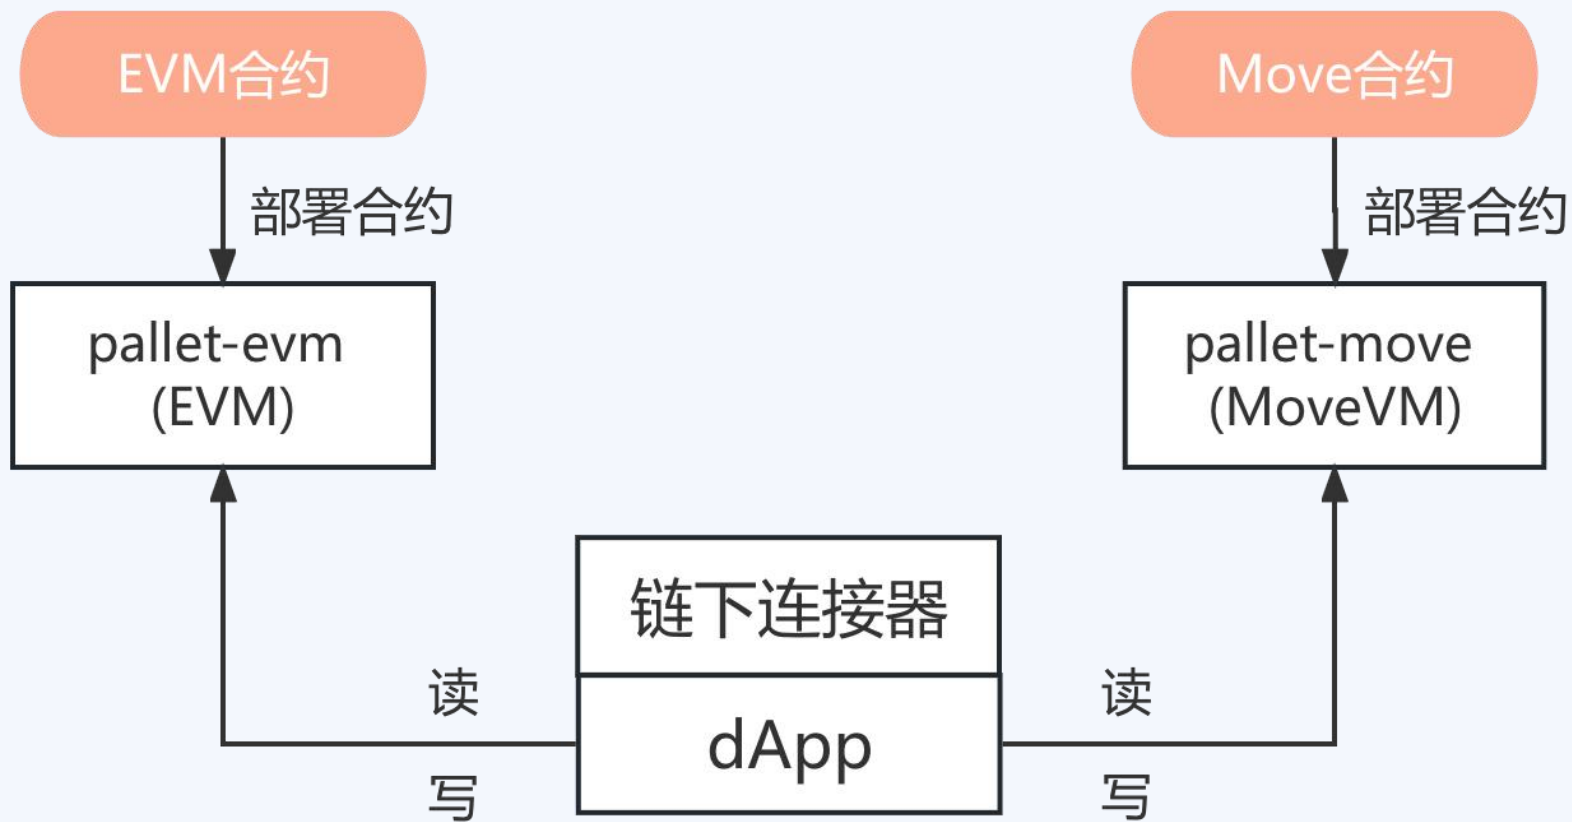 EVM合约
Move合约
部署合约
部署合约
pallet-evm
(EVM)
pallet-move
(MoveVM)
链下连接器
读
读
dApp
写
写